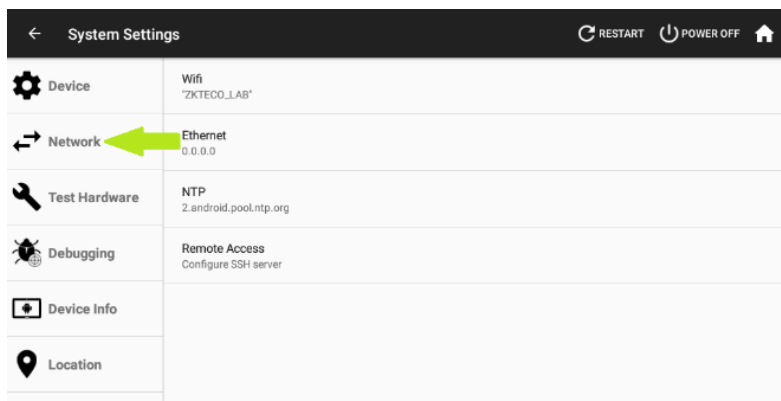 System Settings
RESTART
POWER OFF
Device
Network
Test Hardware
Debugging
Device Info
Location
Wifi
"ZKTECO_LAB"
Ethernet
0.0.0.0
NTP
2.android.pool.ntp.org
Remote Access
Configure SSH server